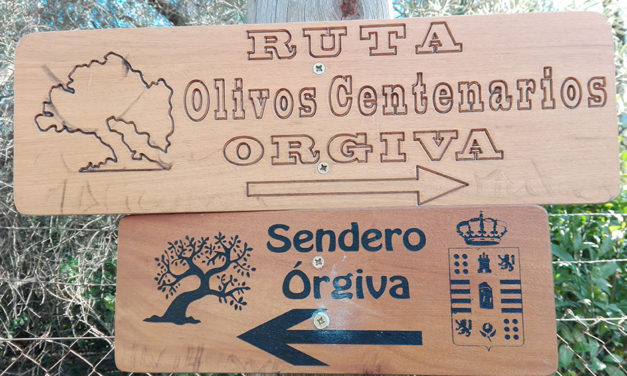 RUTA
Olivos Centenarios
ORGIVA
Sendero
Órgiva